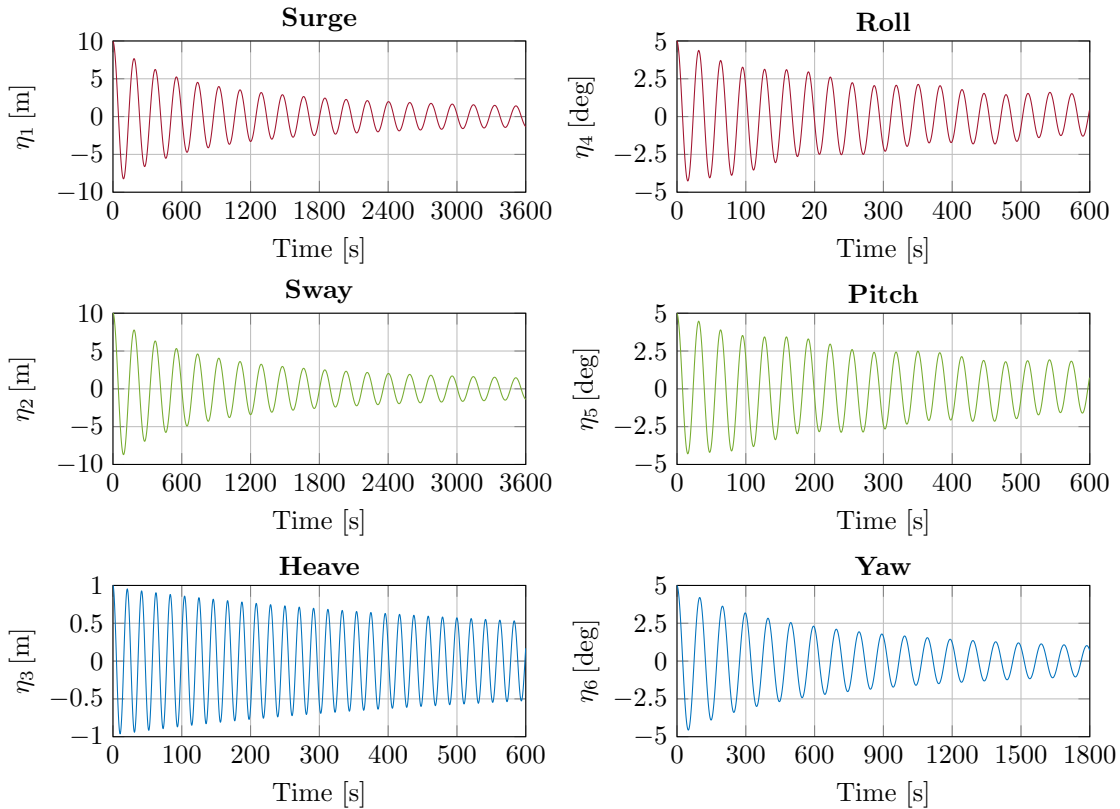 Surge
η₁ [m]
10
5
0
−5
−10
0 600 1200 1800 2400 3000 3600
Time [s]
Roll
η₄ [deg]
5
2.5
0
−2.5
−5
0 100 20 300 400 500 600
Time [s]
Sway
η₂ [m]
10
5
0
−5
−10
0 600 1200 1800 2400 3000 3600
Time [s]
Pitch
η₅ [deg]
5
2.5
0
−2.5
−5
0 100 200 300 400 500 600
Time [s]
Heave
η₃ [m]
1
0.5
0
−0.5
−1
0 100 200 300 400 500 600
Time [s]
Yaw
η₆ [deg]
5
2.5
0
−2.5
−5
0 300 600 900 1200 1500 1800
Time [s]